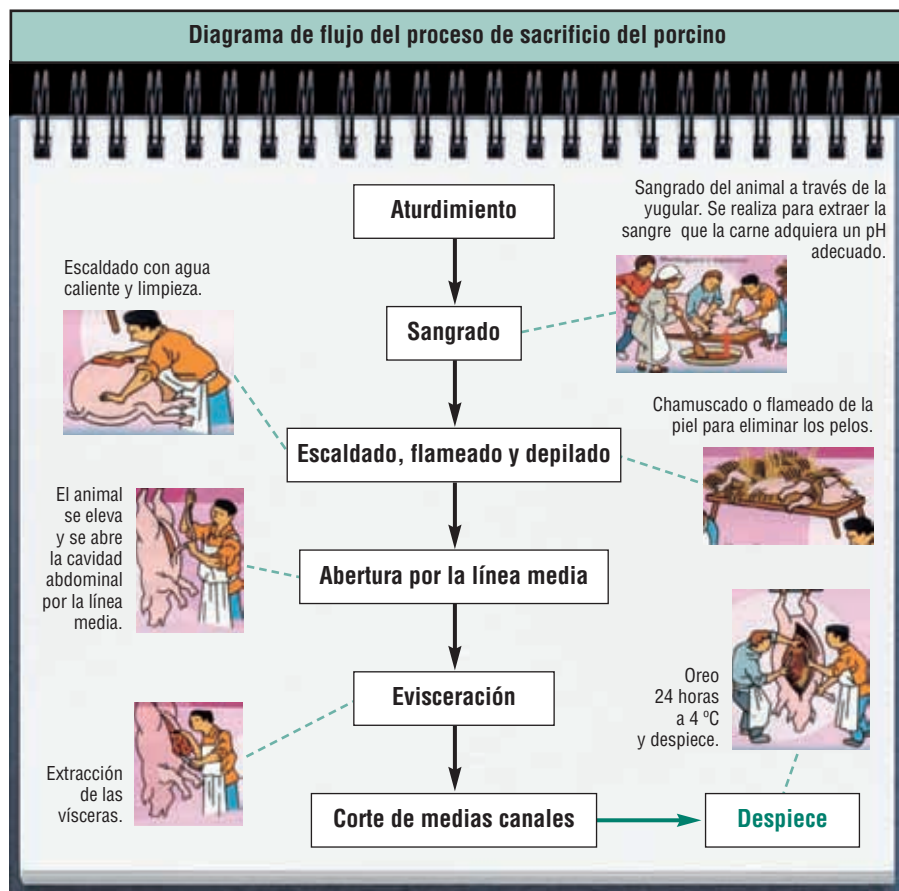 Diagrama de flujo del proceso de sacrificio del porcino
Aturdimiento
Sangrado del animal a través de la
yugular. Se realiza para extraer la
sangre que la carne adquiera un pH
adecuado.
Sangrado
Escaldado con agua
caliente y limpieza.
Chamuscado o flameado de la
piel para eliminar los pelos.
Escaldado, flameado y depilado
El animal
se eleva
y se abre
la cavidad
abdominal
por la línea
media.
Abertura por la línea media
Evisceración
Oreo
24 horas
a 4 ºC
y despiece.
Extracción
de las
vísceras.
Corte de medias canales
Despiece